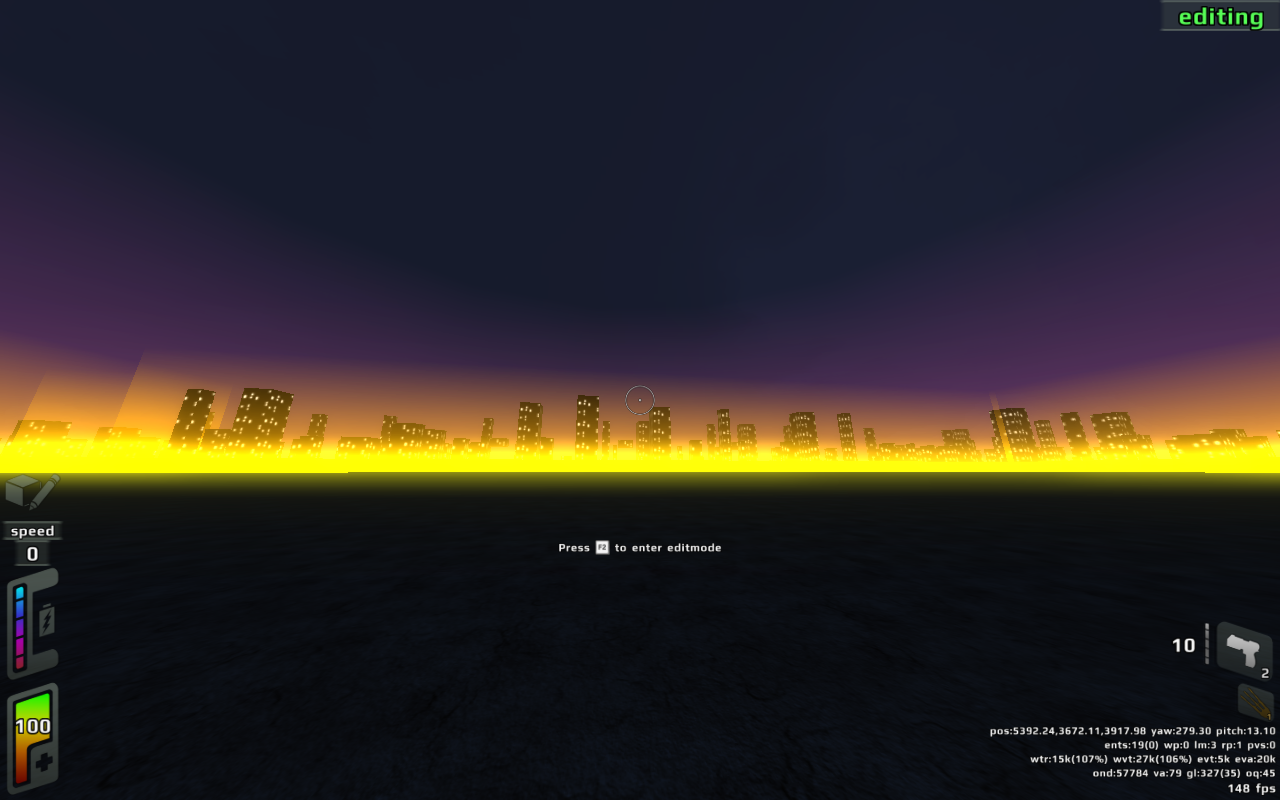 editing
speed
0
Press F2 to enter editmode
10
2
100
1
pos:5392.24,3672.11,3917.98 yaw:279.30 pitch:13.10
ents:19(0) wp:0 lm:3 rp:1 pvs:0
wtr:15k(107%) wvt:27k(106%) evt:5k eva:20k
ond:57784 va:79 gl:327(35) oq:45
148 fps